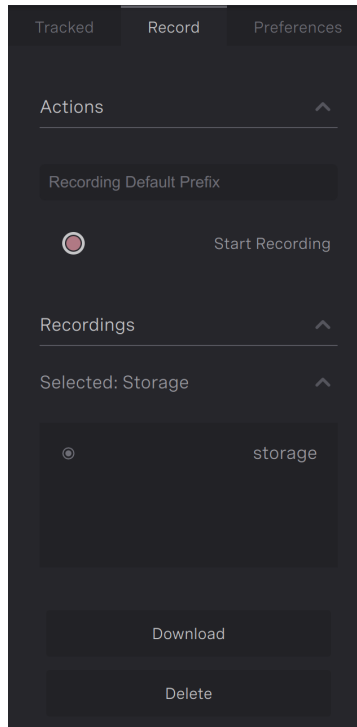 Tracked Record Preferences
Actions
Recording Default Prefix
Start Recording
Recordings
Selected: Storage
storage
Download
Delete